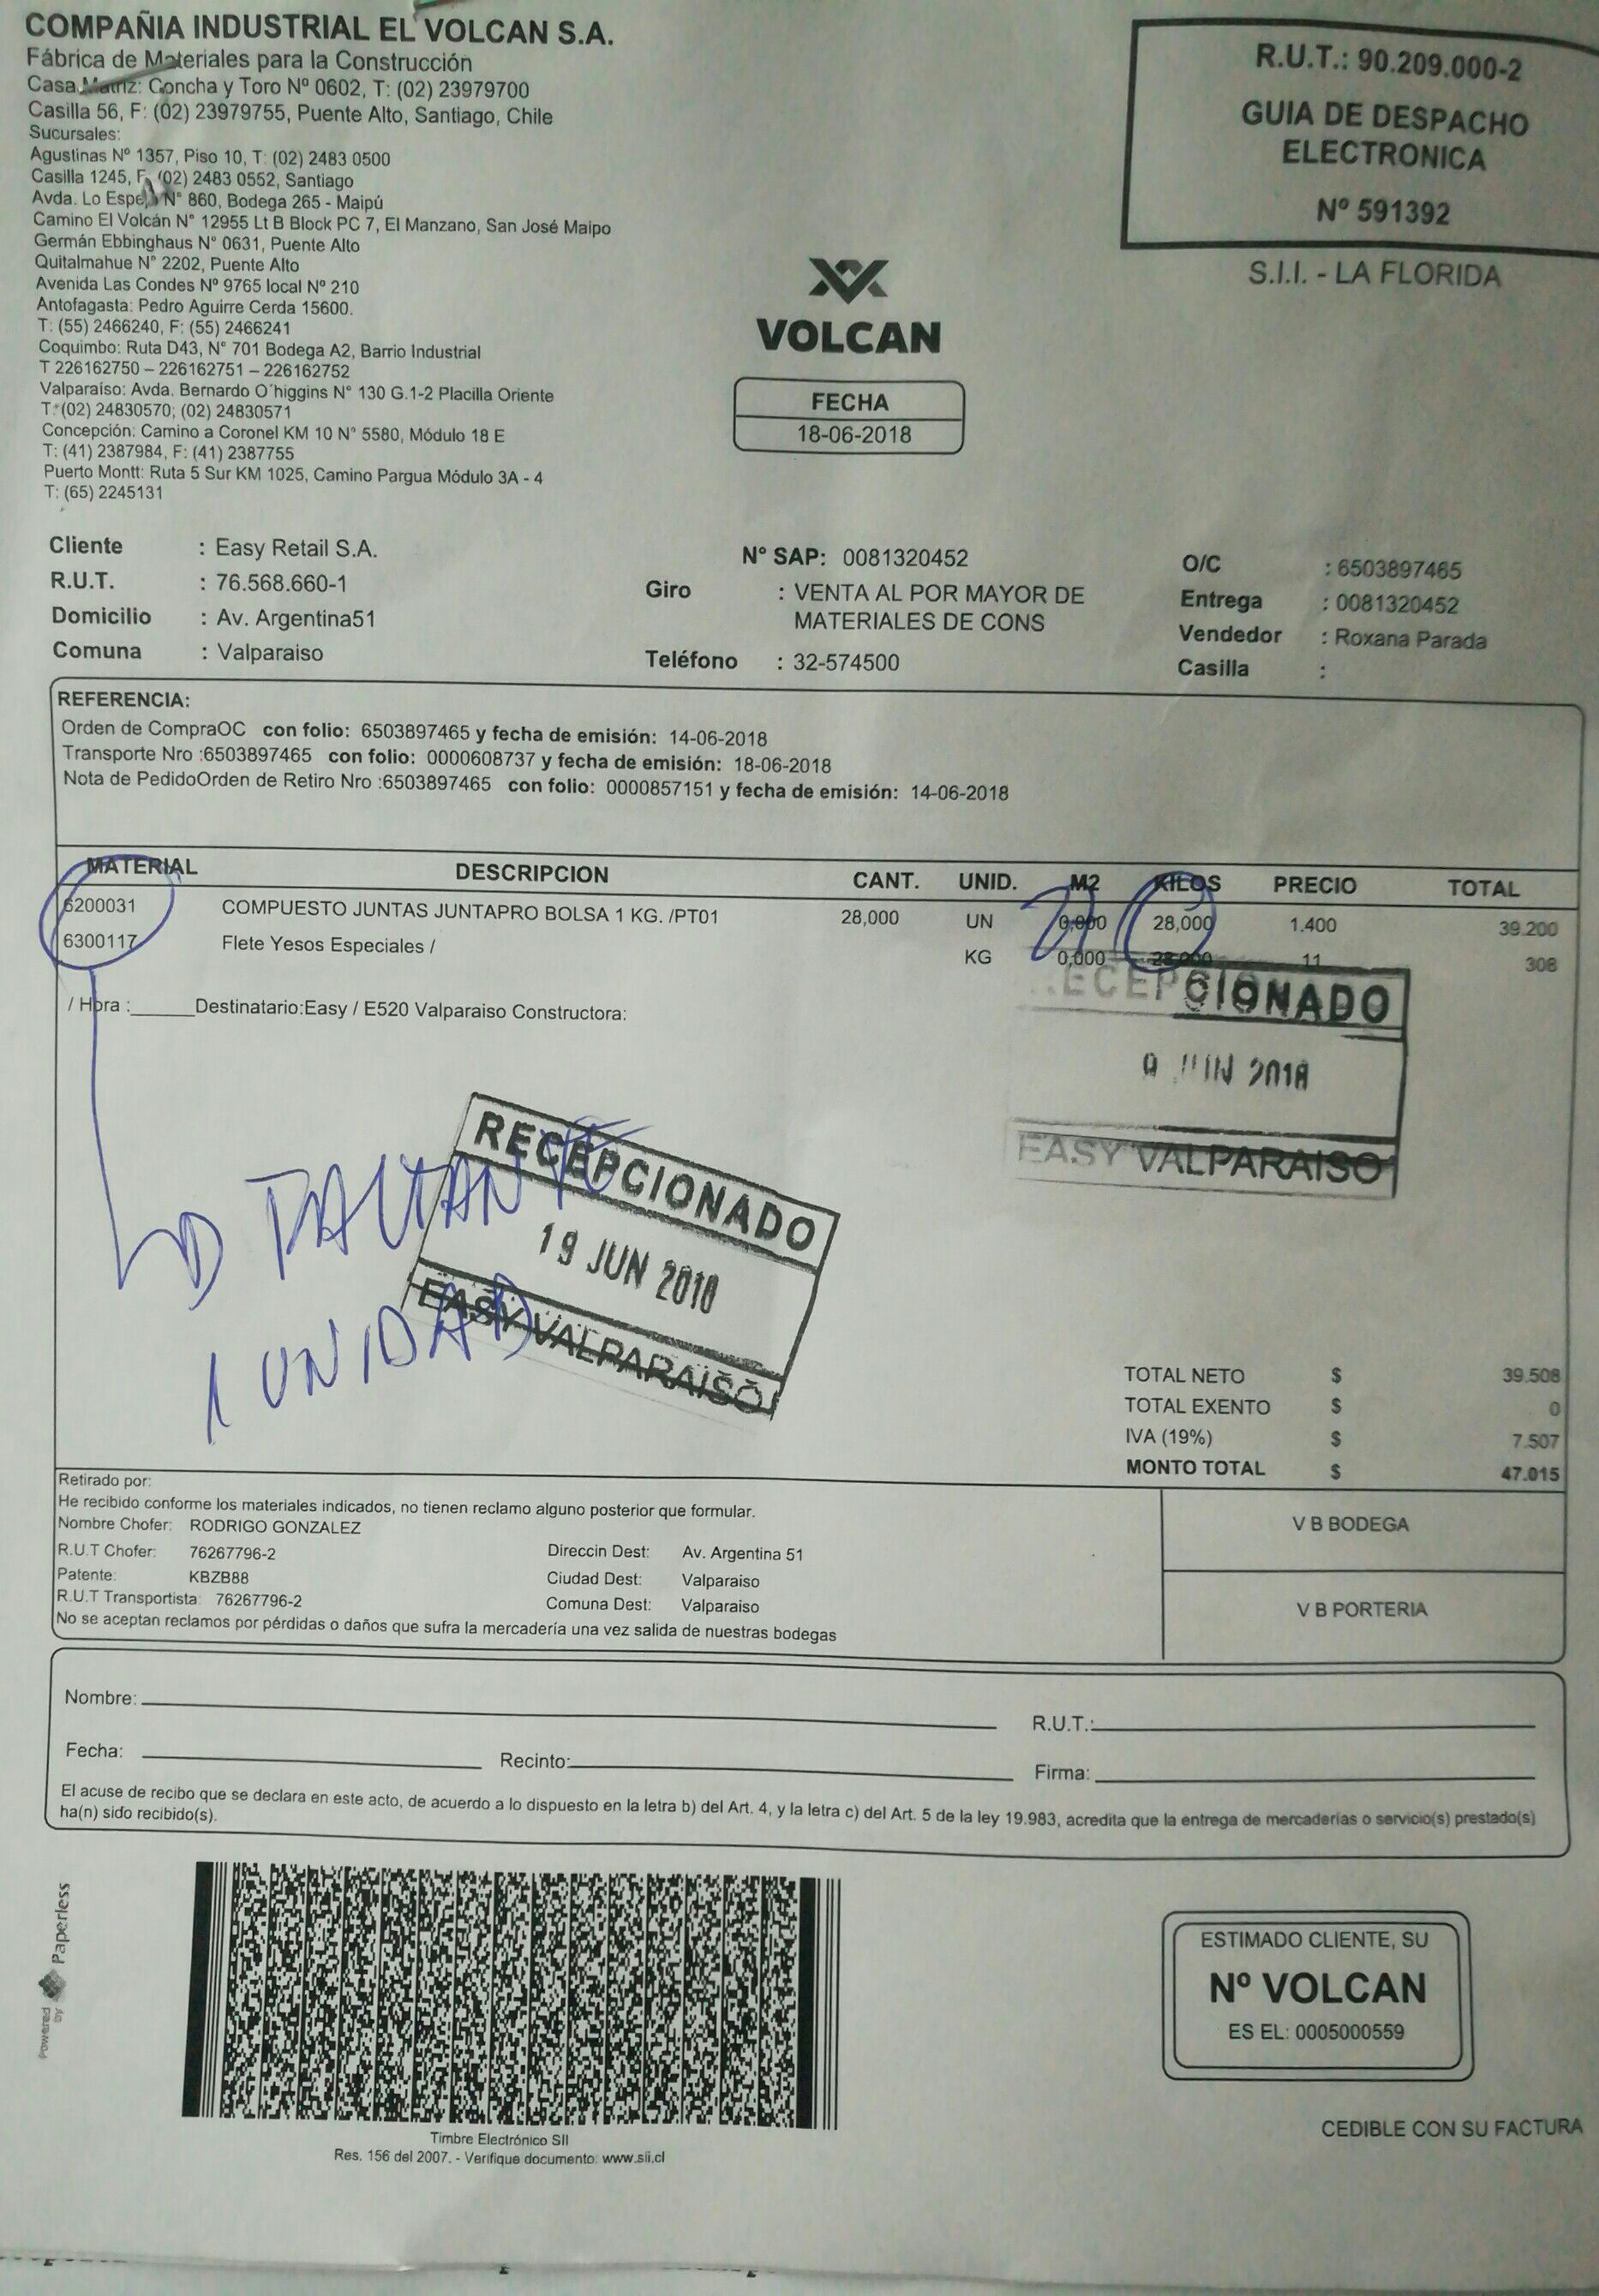 COMPAÑIA INDUSTRIAL EL VOLCAN S.A.
Fábrica de Materiales para la Construcción
Casa Matriz: Concha y Toro Nº 0602, T: (02) 23979700
Casilla 56, F: (02) 23979755, Puente Alto, Santiago, Chile
Sucursales:
Agustinas Nº 1357, Piso 10, T: (02) 2483 0500
Casilla 1245, F: (02) 2483 0552, Santiago
Avda. Lo Espe N° 860, Bodega 265 - Maipú
Camino El Volcán N° 12955 Lt B Block PC 7, El Manzano, San José Maipo
Germán Ebbinghaus N° 0631, Puente Alto
Quitalmahue N° 2202, Puente Alto
Avenida Las Condes Nº 9765 local Nº 210
Antofagasta: Pedro Aguirre Cerda 15600.
T: (55) 2466240, F: (55) 2466241
Coquimbo: Ruta D43, N° 701 Bodega A2, Barrio Industrial
T 226162750 – 226162751 – 226162752
Valparaíso: Avda. Bernardo O´higgins N° 130 G.1-2 Placilla Oriente
T:(02) 24830570; (02) 24830571
Concepción: Camino a Coronel KM 10 N° 5580, Módulo 18 E
T: (41) 2387984, F: (41) 2387755
Puerto Montt: Ruta 5 Sur KM 1025, Camino Pargua Módulo 3A - 4
T: (65) 2245131
R.U.T.: 90.209.000-2
GUIA DE DESPACHO
ELECTRONICA
Nº 591392
S.I.I. - LA FLORIDA
VOLCAN
FECHA
18-06-2018
Cliente : Easy Retail S.A.
R.U.T. : 76.568.660-1
Domicilio : Av. Argentina51
Comuna : Valparaiso
N° SAP: 0081320452
Giro : VENTA AL POR MAYOR DE
MATERIALES DE CONS
Teléfono : 32-574500
O/C : 6503897465
Entrega : 0081320452
Vendedor : Roxana Parada
Casilla :
REFERENCIA:
Orden de CompraOC con folio: 6503897465 y fecha de emisión: 14-06-2018
Transporte Nro :6503897465 con folio: 0000608737 y fecha de emisión: 18-06-2018
Nota de PedidoOrden de Retiro Nro :6503897465 con folio: 0000857151 y fecha de emisión: 14-06-2018
MATERIAL DESCRIPCION CANT. UNID. M2 KILOS PRECIO TOTAL
6200031 COMPUESTO JUNTAS JUNTAPRO BOLSA 1 KG. /PT01 28,000 UN 0,000 28,000 1.400 39.200
6300117 Flete Yesos Especiales / KG 0,000 28,000 11 308
/ Hora :______Destinatario:Easy / E520 Valparaiso Constructora:
RECEPCIONADO
9 JUN 2018
EASY VALPARAISO
RECEPCIONADO
19 JUN 2018
EASY VALPARAISO
FALTANTE
1 UNIDAD
TOTAL NETO $ 39.508
TOTAL EXENTO $ 0
IVA (19%) $ 7.507
MONTO TOTAL $ 47.015
Retirado por:
He recibido conforme los materiales indicados, no tienen reclamo alguno posterior que formular.
Nombre Chofer: RODRIGO GONZALEZ
R.U.T Chofer: 76267796-2 Direccin Dest: Av. Argentina 51
Patente: KBZB88 Ciudad Dest: Valparaiso
R.U.T Transportista: 76267796-2 Comuna Dest: Valparaiso
No se aceptan reclamos por pérdidas o daños que sufra la mercadería una vez salida de nuestras bodegas
V B BODEGA
V B PORTERIA
Nombre: R.U.T.:
Fecha: Recinto: Firma:
El acuse de recibo que se declara en este acto, de acuerdo a lo dispuesto en la letra b) del Art. 4, y la letra c) del Art. 5 de la ley 19.983, acredita que la entrega de mercaderías o servicio(s) prestado(s)
ha(n) sido recibido(s).
Powered by Paperless
Timbre Electrónico SII
Res. 156 del 2007. - Verifique documento: www.sii.cl
ESTIMADO CLIENTE, SU
Nº VOLCAN
ES EL: 0005000559
CEDIBLE CON SU FACTURA